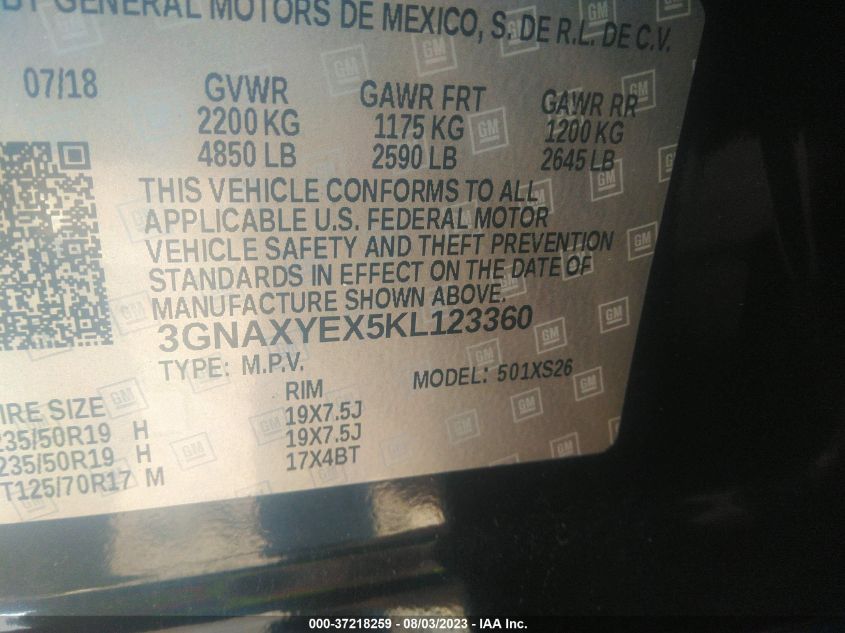 BY GENERAL MOTORS DE MEXICO, S. DE R.L. DE C.V.
07/18 GVWR GAWR FRT GAWR RR
2200 KG 1175 KG 1200 KG
4850 LB 2590 LB 2645 LB
THIS VEHICLE CONFORMS TO ALL
APPLICABLE U.S. FEDERAL MOTOR
VEHICLE SAFETY AND THEFT PREVENTION
STANDARDS IN EFFECT ON THE DATE OF
MANUFACTURE SHOWN ABOVE.
3GNAXYEX5KL123360
TYPE: M.P.V. MODEL: 501XS26
IRE SIZE RIM
235/50R19 H 19X7.5J
235/50R19 H 19X7.5J
T125/70R17 M 17X4BT
000-37218259 - 08/03/2023 - IAA Inc.